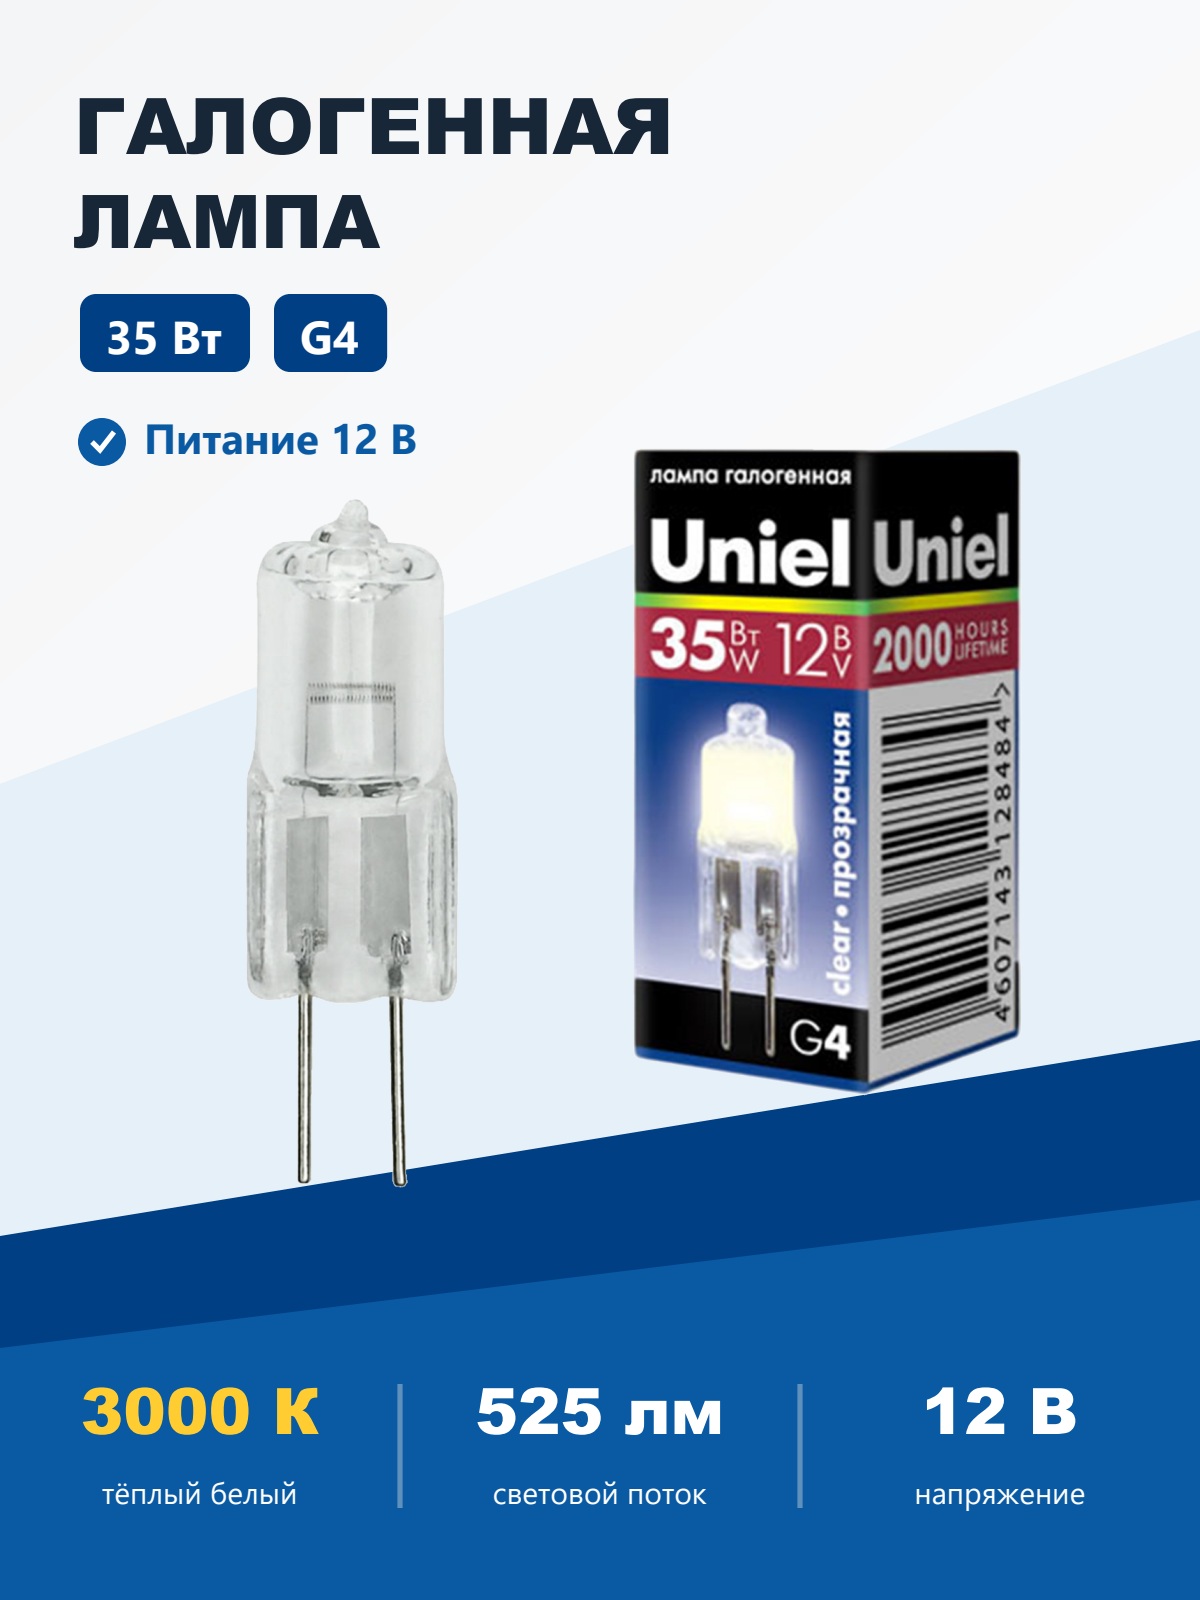 ГАЛОГЕННАЯ
ЛАМПА
35 Вт
G4
Питание 12 В
лампа галогенная
Uniel
35 Вт W 12 В V
clear • прозрачная
G4
Uniel
2000 HOURS LIFETIME
4607143128484 >
3000 К
тёплый белый
525 лм
световой поток
12 В
напряжение